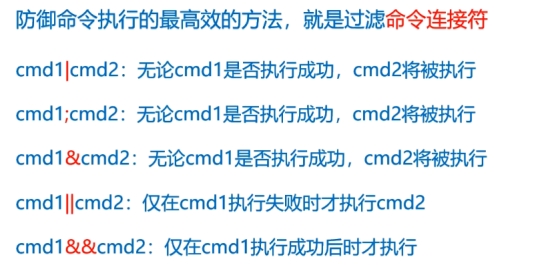 防御命令执行的最高效的方法，就是过滤命令连接符
cmd1|cmd2：无论cmd1是否执行成功，cmd2将被执行
cmd1;cmd2：无论cmd1是否执行成功，cmd2将被执行
cmd1&cmd2：无论cmd1是否执行成功，cmd2将被执行
cmd1||cmd2：仅在cmd1执行失败时才执行cmd2
cmd1&&cmd2：仅在cmd1执行成功后时才执行